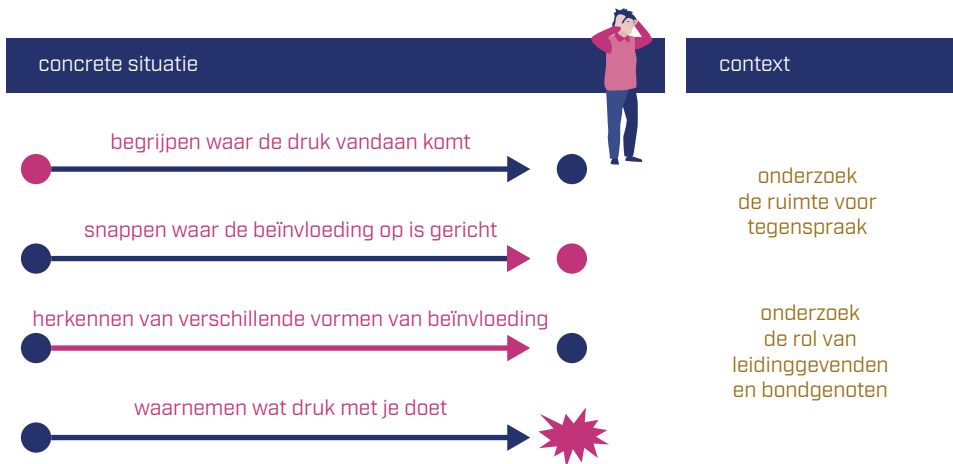 concrete situatie
begrijpen waar de druk vandaan komt
snappen waar de beïnvloeding op is gericht
herkennen van verschillende vormen van beïnvloeding
waarnemen wat druk met je doet
context
onderzoek
de ruimte voor
tegenspraak
onderzoek
de rol van
leidinggevenden
en bondgenoten